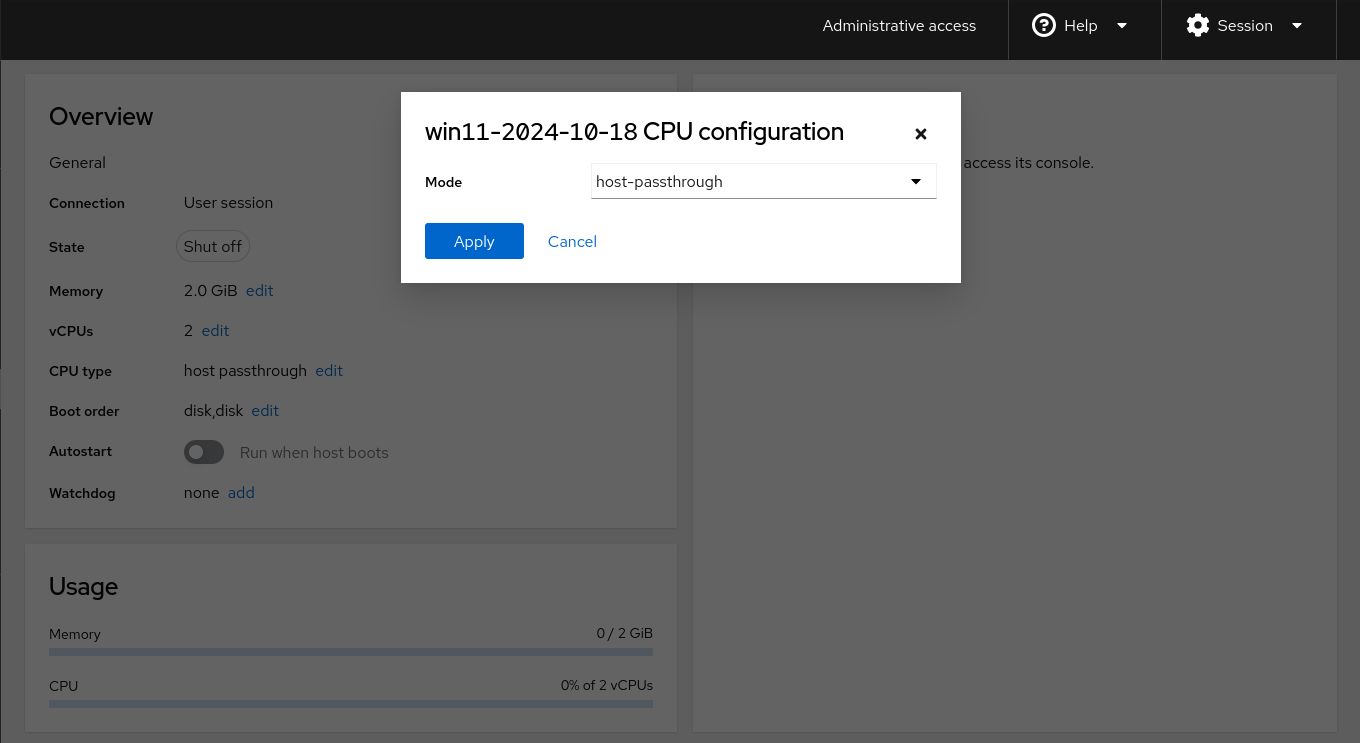 Administrative access Help Session
win11-2024-10-18 CPU configuration
Mode host-passthrough
Apply Cancel
Overview
General
Connection User session
State Shut off
Memory 2.0 GiB edit
vCPUs 2 edit
CPU type host passthrough edit
Boot order disk,disk edit
Autostart Run when host boots
Watchdog none add
Usage
Memory 0 / 2 GiB
CPU 0% of 2 vCPUs
access its console.